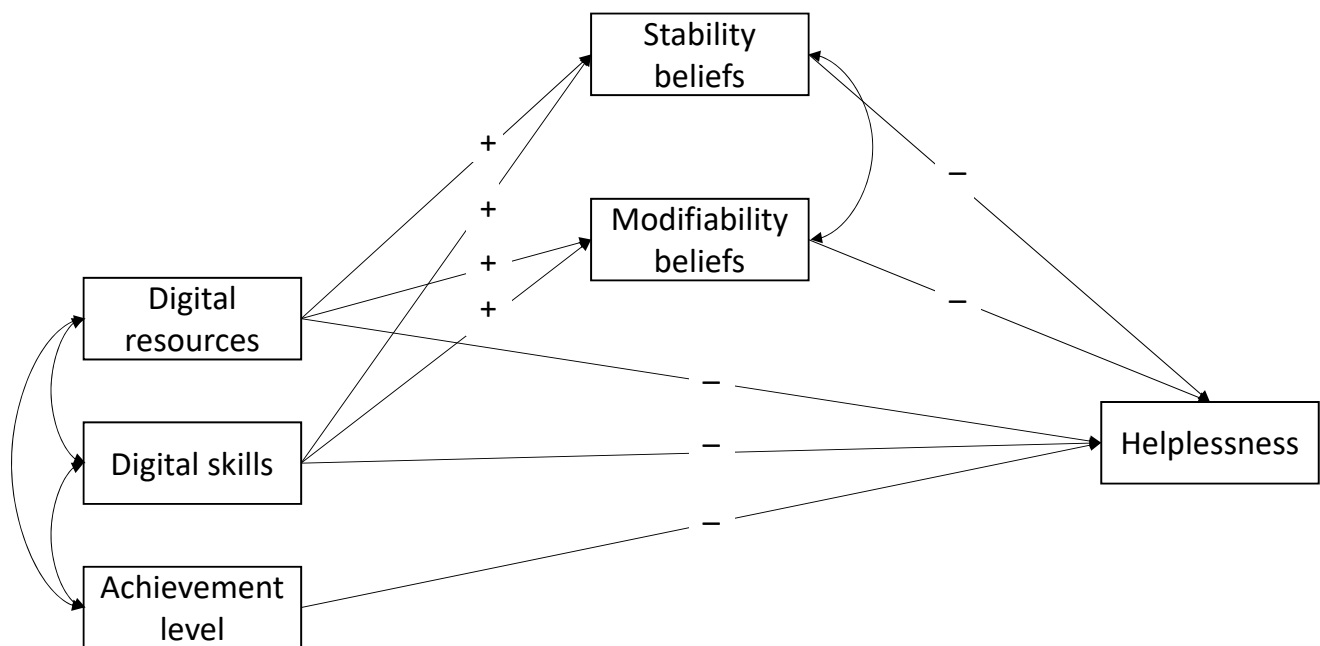 Stability
beliefs
+
–
+
Modifiability
beliefs
+
–
+
Digital
resources
–
Helplessness
Digital skills
–
–
Achievement
level